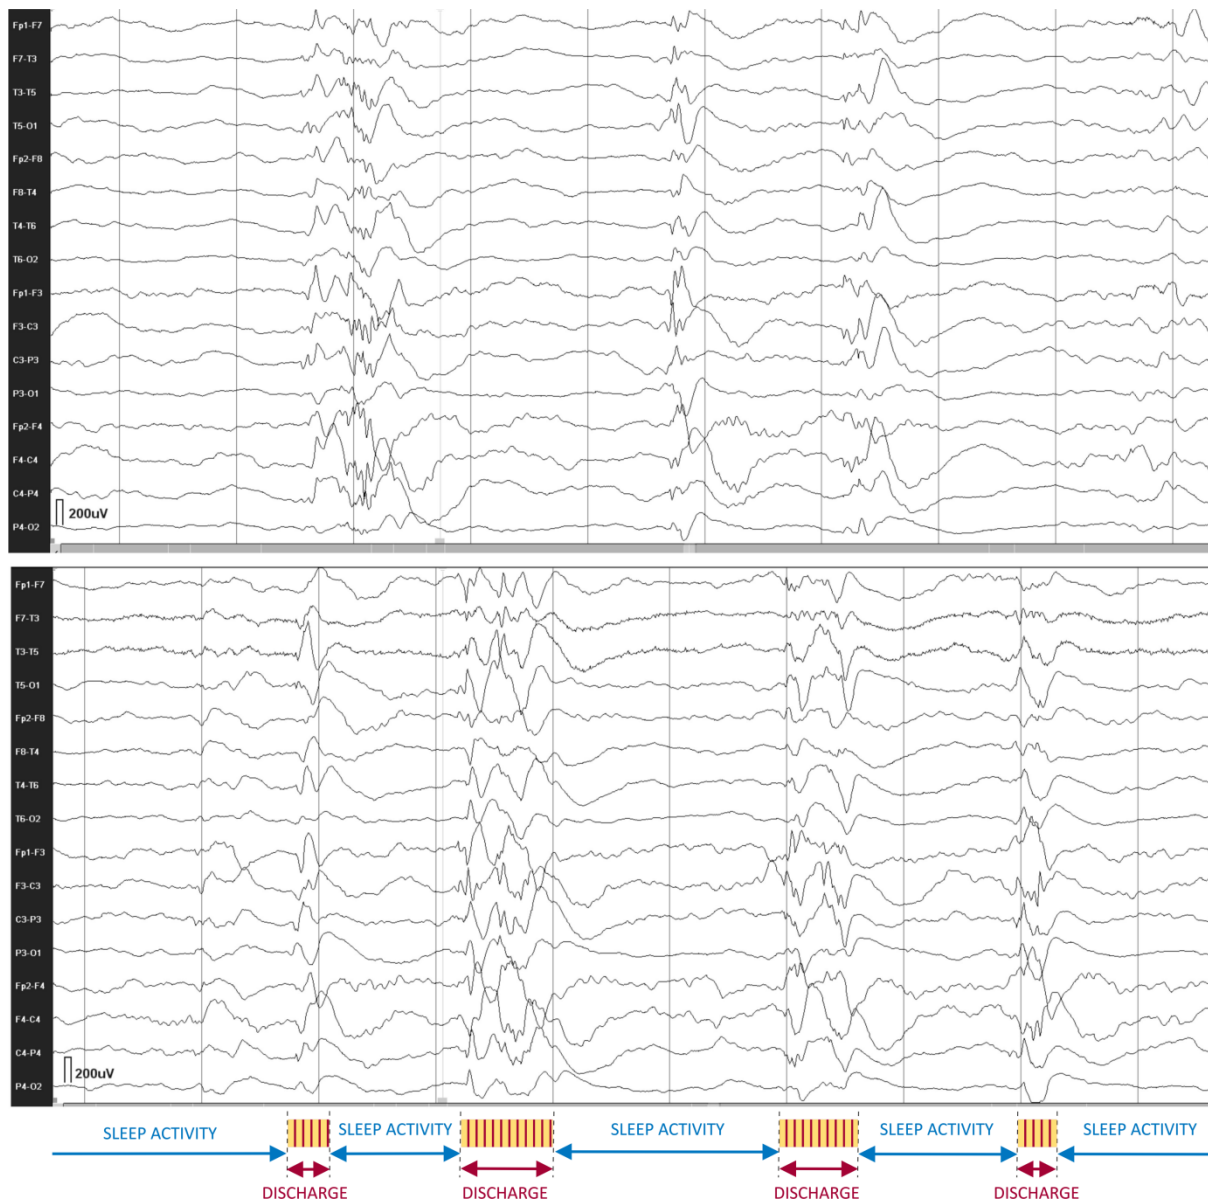 Fp1-F7
F7-T3
T3-T5
T5-O1
Fp2-F8
F8-T4
T4-T6
T6-O2
Fp1-F3
F3-C3
C3-P3
P3-O1
Fp2-F4
F4-C4
C4-P4
200uV
P4-O2
Fp1-F7
F7-T3
T3-T5
T5-O1
Fp2-F8
F8-T4
T4-T6
T6-O2
Fp1-F3
F3-C3
C3-P3
P3-O1
Fp2-F4
F4-C4
C4-P4
200uV
P4-O2
SLEEP ACTIVITY SLEEP ACTIVITY SLEEP ACTIVITY SLEEP ACTIVITY SLEEP ACTIVITY
DISCHARGE DISCHARGE DISCHARGE DISCHARGE